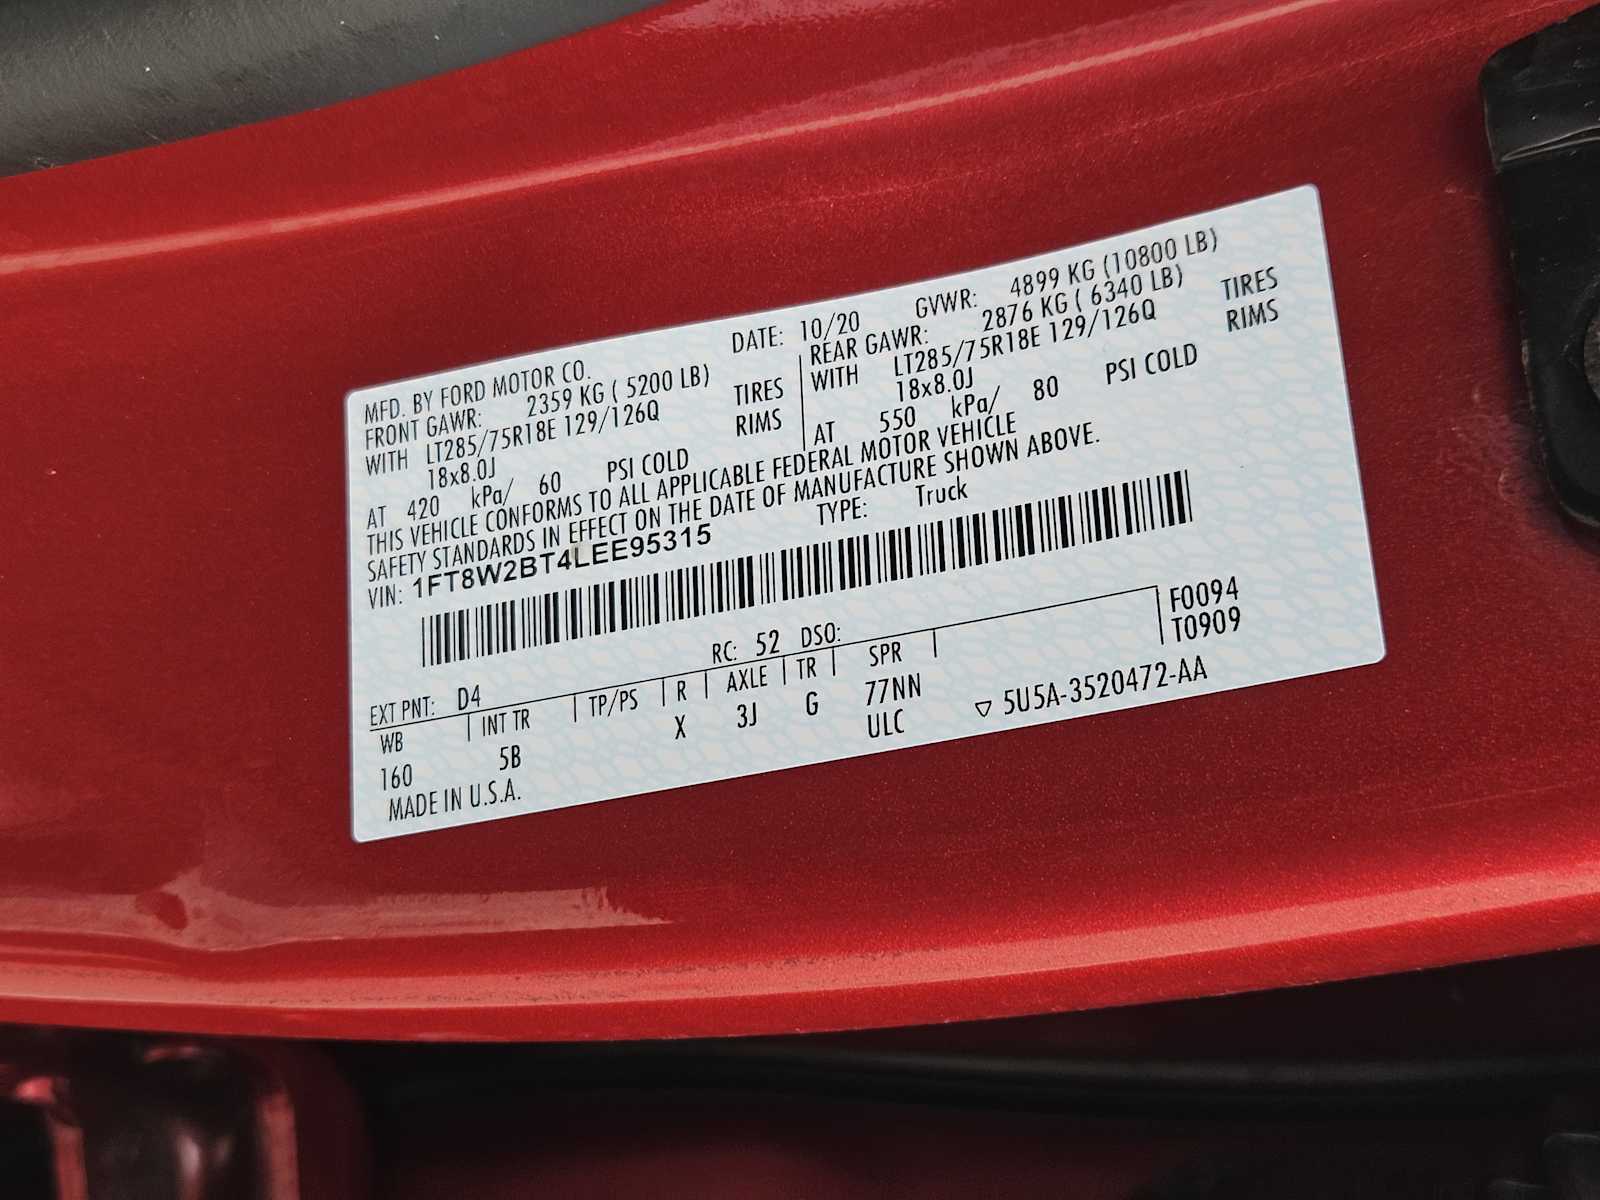 MFD. BY FORD MOTOR CO. DATE: 10/20 GVWR: 4899 KG (10800 LB)
FRONT GAWR: 2359 KG ( 5200 LB) REAR GAWR: 2876 KG ( 6340 LB)
WITH LT285/75R18E 129/126Q TIRES WITH LT285/75R18E 129/126Q TIRES
18x8.0J RIMS 18x8.0J RIMS
AT 420 kPa/ 60 PSI COLD AT 550 kPa/ 80 PSI COLD
THIS VEHICLE CONFORMS TO ALL APPLICABLE FEDERAL MOTOR VEHICLE
SAFETY STANDARDS IN EFFECT ON THE DATE OF MANUFACTURE SHOWN ABOVE.
VIN: 1FT8W2BT4LEE95315 TYPE: Truck
F0094
EXT PNT: D4 RC: 52 DSO: T0909
WB INT TR TP/PS R AXLE TR SPR
160 5B X 3J G 77NN
ULC ▽ 5U5A-3520472-AA
MADE IN U.S.A.